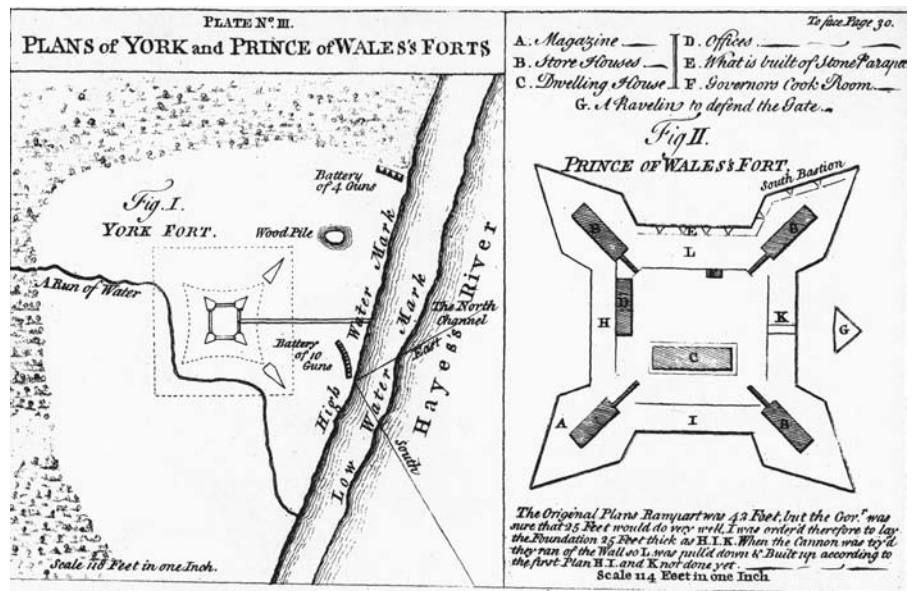 PLATE Nº. III.
PLANS of YORK and PRINCE of WALES's FORTS
Fig. I.
YORK FORT.
Battery
of 4 Guns
Wood Pile
A Run of Water
Battery
of 10
Guns
High Water Mark
Low Water Mark
The North
Channel
East
South
Hayes's River
Scale 118 Feet in one Inch.
To face Page 30.
A. Magazine
B. Store Houses
C. Dwelling House
D. Offices
E. What is built of Stone Parapet
F. Governors Cook Room
G. A Ravelin to defend the Gate
Fig II.
PRINCE OF WALES's FORT.
South Bastion
B
E
B
L
D
H
K
G
C
A
I
B
The Original Plans Rampart was 42 Feet, but the Gor.r was
sure that 25 Feet would do very well, I was order'd therefore to lay
the Foundation 25 Feet thick as H.I.K. When the Cannon was try'd
they ran of the Wall so L was pull'd down & Built up according to
the first Plan H.I. and K not done yet.
Scale 114 Feet in one Inch